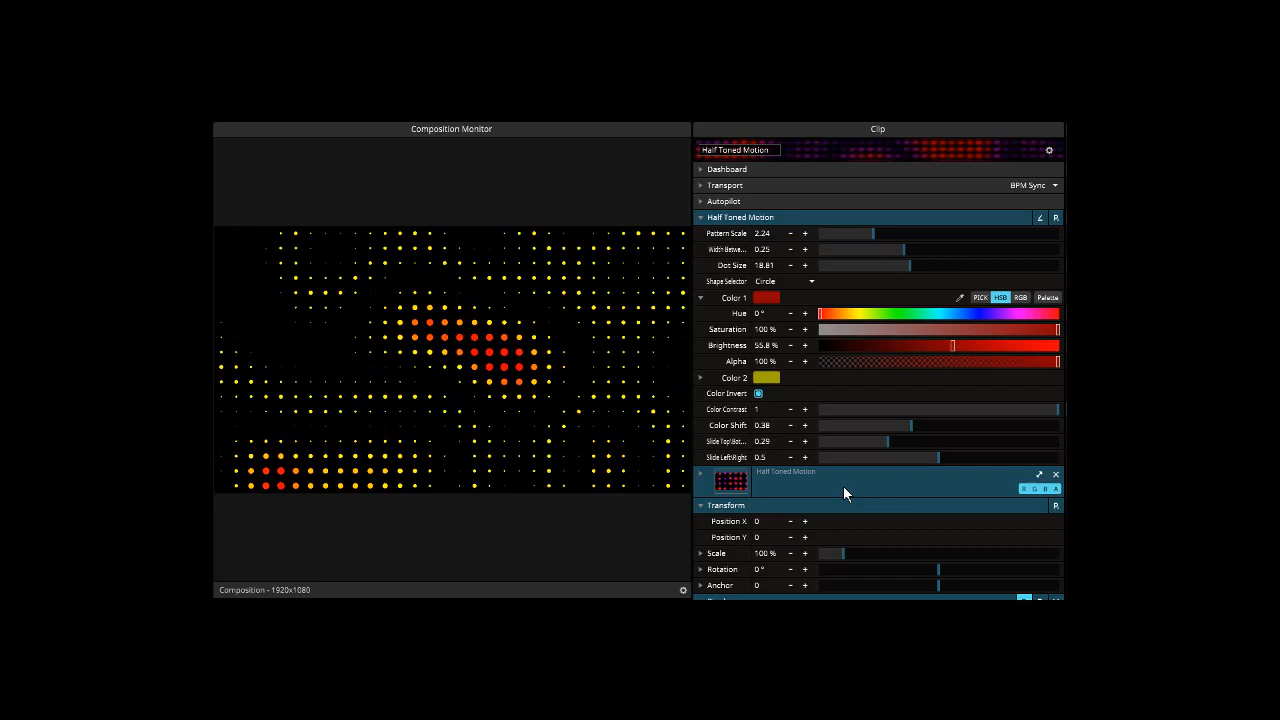 Composition Monitor
Clip
Half Toned Motion
Dashboard
Transport BPM Sync
Autopilot
Half Toned Motion R
Pattern Scale 2.24 - +
Width Betwe... 0.25 - +
Dot Size 18.81 - +
Shape Selector Circle
Color 1 PICK HSB RGB Palette
Hue 0 ° - +
Saturation 100 % - +
Brightness 55.8 % - +
Alpha 100 % - +
Color 2
Color Invert
Color Contrast 1 - +
Color Shift 0.38 - +
Slide Top\Bot... 0.29 - +
Slide Left\Right 0.5 - +
Half Toned Motion
R G B A
Transform R
Position X 0 - +
Position Y 0 - +
Scale 100 % - +
Rotation 0 ° - +
Anchor 0 - +
Composition - 1920x1080